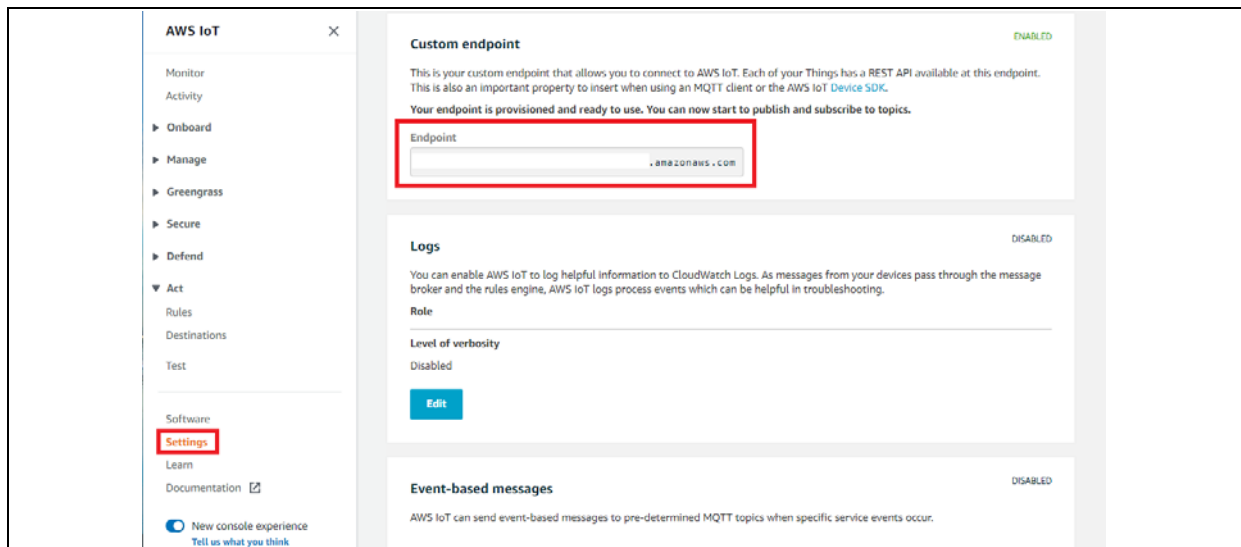 AWS IoT
Monitor
Activity
Onboard
Manage
Greengrass
Secure
Defend
Act
Rules
Destinations
Test
Software
Settings
Learn
Documentation
New console experience
Tell us what you think
Custom endpoint
ENABLED
This is your custom endpoint that allows you to connect to AWS IoT. Each of your Things has a REST API available at this endpoint.
This is also an important property to insert when using an MQTT client or the AWS IoT Device SDK.
Your endpoint is provisioned and ready to use. You can now start to publish and subscribe to topics.
Endpoint
.amazonaws.com
Logs
DISABLED
You can enable AWS IoT to log helpful information to CloudWatch Logs. As messages from your devices pass through the message
broker and the rules engine, AWS IoT logs process events which can be helpful in troubleshooting.
Role
Level of verbosity
Disabled
Edit
Event-based messages
DISABLED
AWS IoT can send event-based messages to pre-determined MQTT topics when specific service events occur.